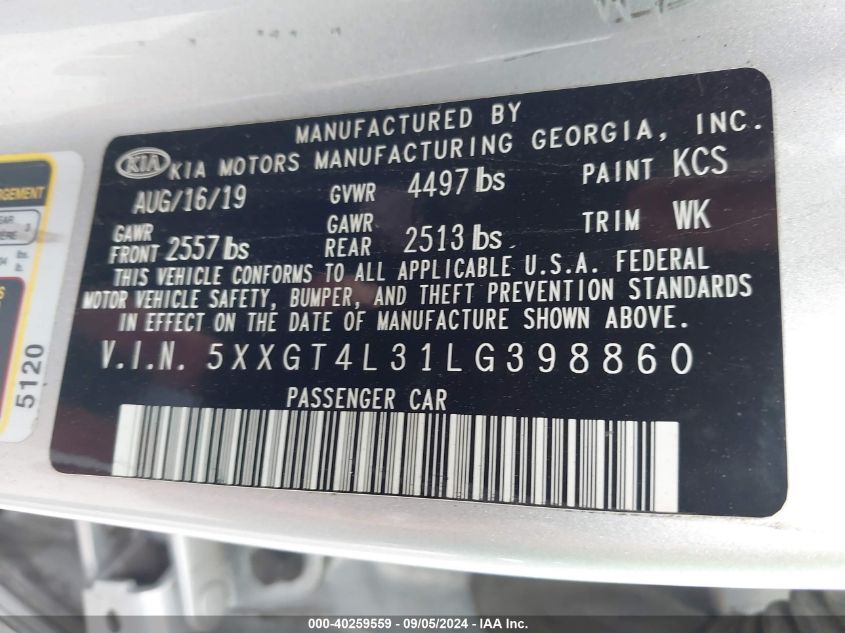 MANUFACTURED BY
KIA KIA MOTORS MANUFACTURING GEORGIA, INC.
AUG/16/19 GVWR 4497 lbs PAINT KCS
GAWR FRONT 2557 lbs GAWR REAR 2513 lbs TRIM WK
THIS VEHICLE CONFORMS TO ALL APPLICABLE U.S.A. FEDERAL
MOTOR VEHICLE SAFETY, BUMPER, AND THEFT PREVENTION STANDARDS
IN EFFECT ON THE DATE OF MANUFACTURE SHOWN ABOVE.
V.I.N. 5XXGT4L31LG398860
PASSENGER CAR
5120
000-40259559 - 09/05/2024 - IAAI.com